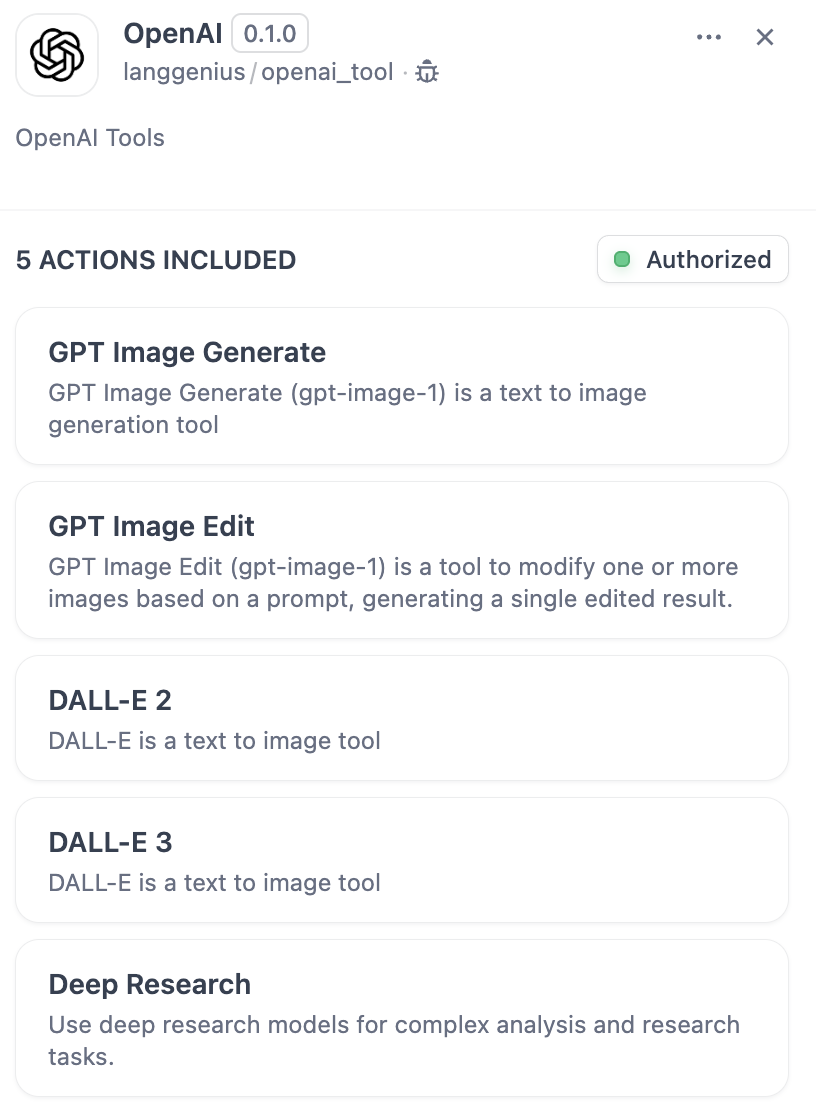 OpenAI 0.1.0
langgenius / openai_tool ·
OpenAI Tools
5 ACTIONS INCLUDED
Authorized
GPT Image Generate
GPT Image Generate (gpt-image-1) is a text to image
generation tool
GPT Image Edit
GPT Image Edit (gpt-image-1) is a tool to modify one or more
images based on a prompt, generating a single edited result.
DALL-E 2
DALL-E is a text to image tool
DALL-E 3
DALL-E is a text to image tool
Deep Research
Use deep research models for complex analysis and research
tasks.